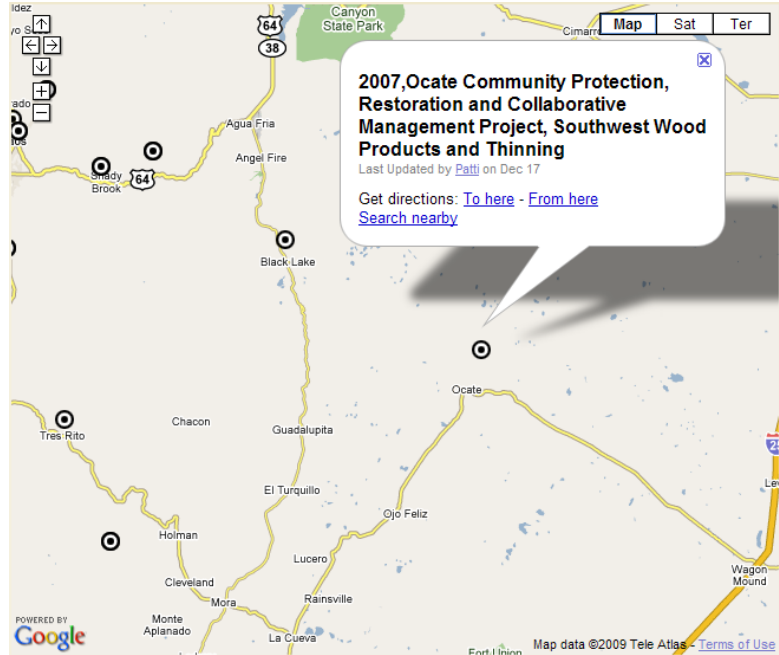 ldez
Canyon
State Park
64
38
Cimarr
Map Sat Ter
2007,Ocate Community Protection,
Restoration and Collaborative
Management Project, Southwest Wood
Products and Thinning
Last Updated by Patti on Dec 17
Get directions: To here - From here
Search nearby
Agua Fria
Angel Fire
Shady
Brook
64
Black Lake
Ocate
Tres Rito
Chacon
Guadalupita
El Turquillo
Ojo Feliz
Holman
Lucero
Cleveland
Mora
Rainsville
Wagon
Mound
Monte
Aplanado
La Cueva
Fort Union
POWERED BY
Google
Map data ©2009 Tele Atlas - Terms of Use